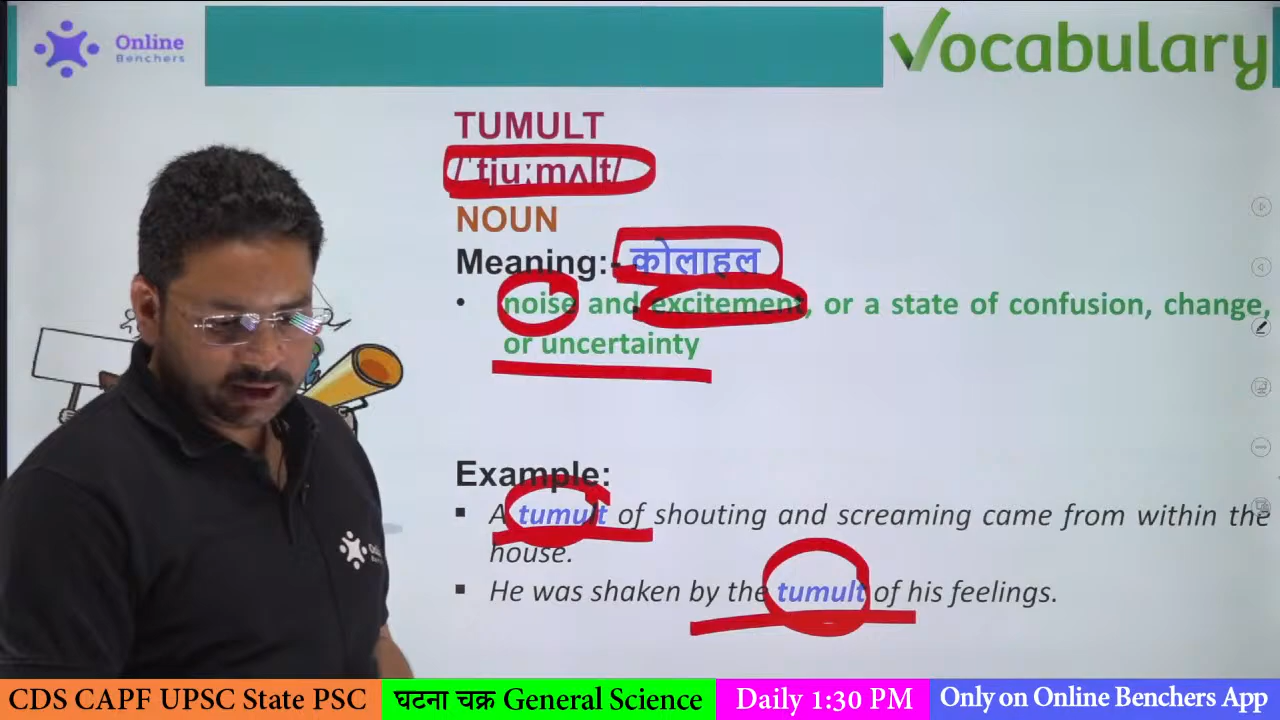 Online
Benchers
Vocabulary
TUMULT
/ˈtjuːmʌlt/
NOUN
Meaning:- कोलाहल
• noise and excitement, or a state of confusion, change,
or uncertainty
Example:
▪ A tumult of shouting and screaming came from within the
house.
▪ He was shaken by the tumult of his feelings.
CDS CAPF UPSC State PSC घटना चक्र General Science Daily 1:30 PM Only on Online Benchers App